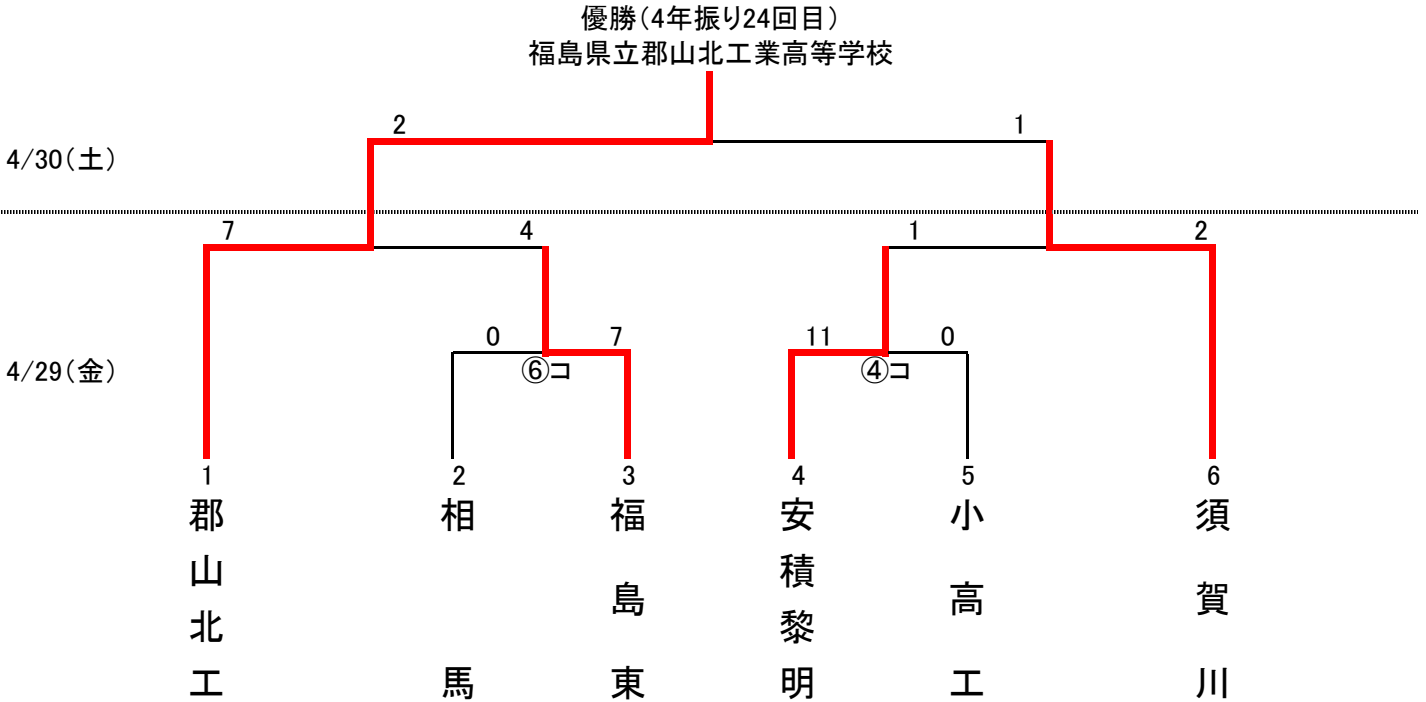 優勝（4年振り24回目）
福島県立郡山北工業高等学校
2 1
4/30（土）
7 4 1 2
0 7 11 0
4/29（金） ⑥コ ④コ
1 2 3 4 5 6
郡山北工
相馬
福島東
安積黎明
小高工
須賀川